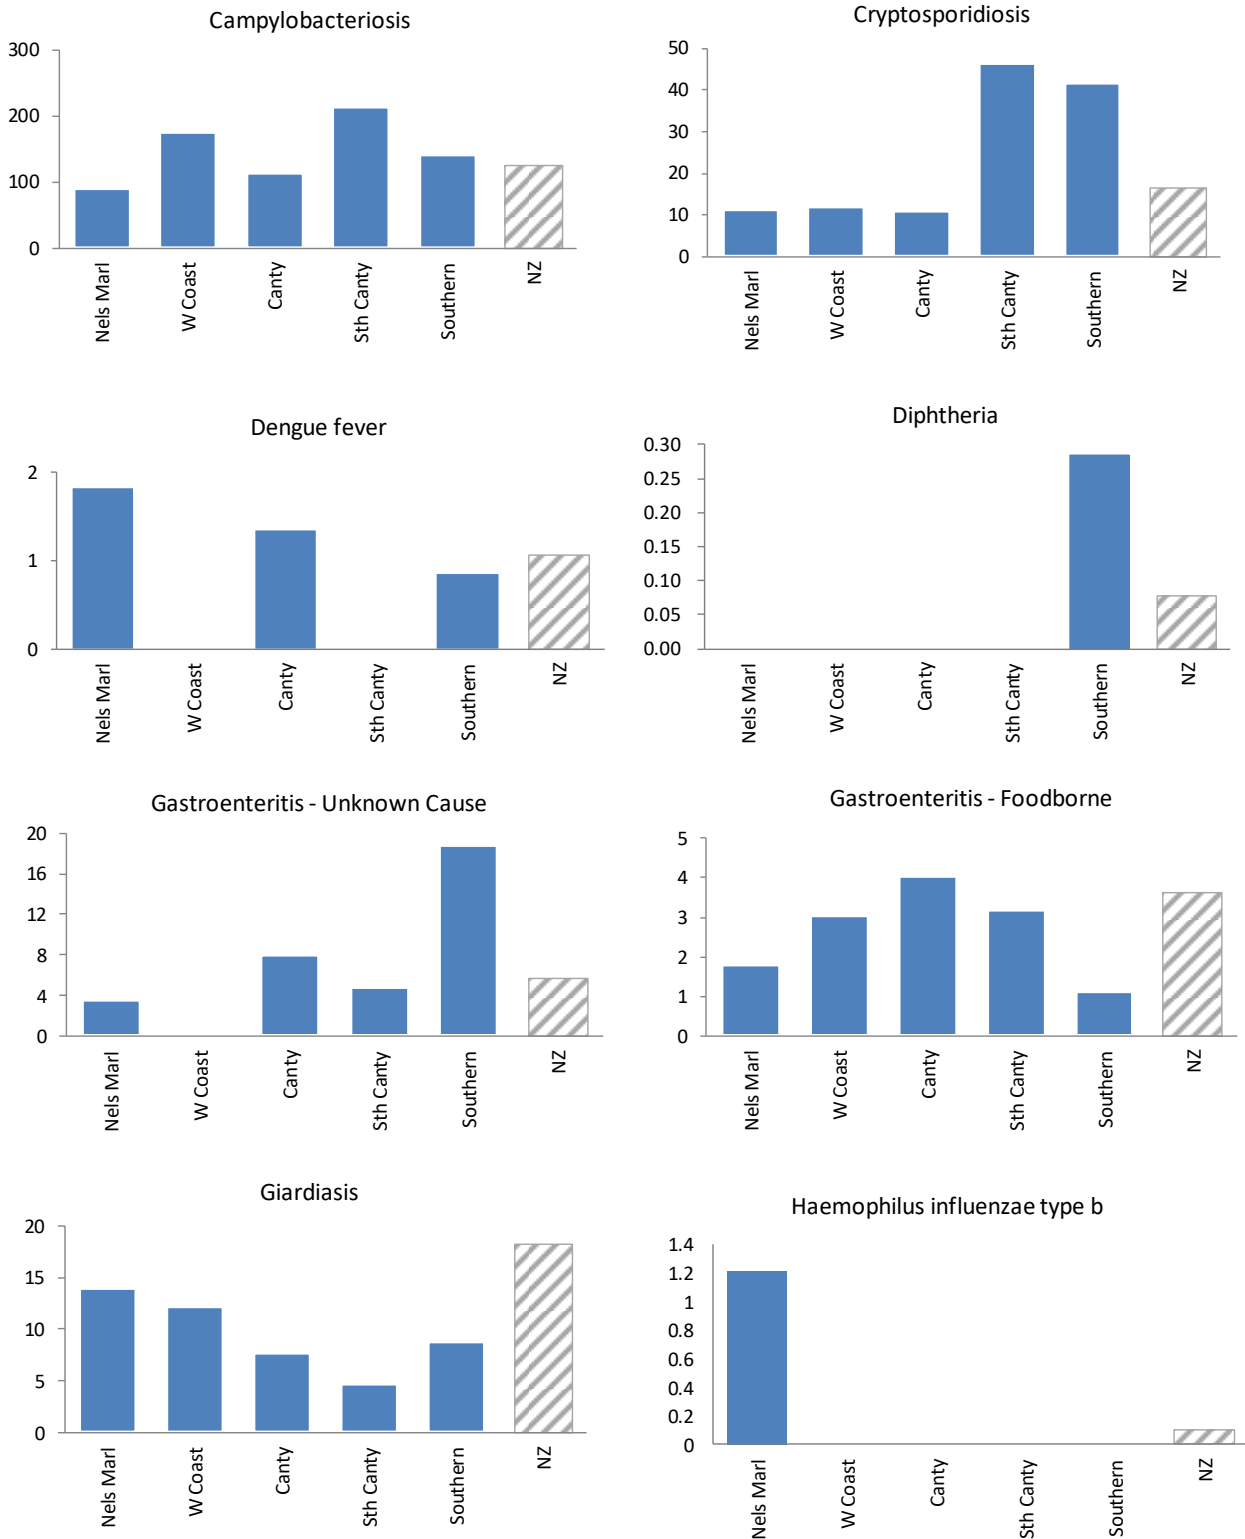 Campylobacteriosis
300
200
100
0
Nels Marl
W Coast
Canty
Sth Canty
Southern
NZ
Cryptosporidiosis
50
40
30
20
10
0
Nels Marl
W Coast
Canty
Sth Canty
Southern
NZ
Dengue fever
2
1
0
Nels Marl
W Coast
Canty
Sth Canty
Southern
NZ
Diphtheria
0.30
0.25
0.20
0.15
0.10
0.05
0.00
Nels Marl
W Coast
Canty
Sth Canty
Southern
NZ
Gastroenteritis - Unknown Cause
20
16
12
8
4
0
Nels Marl
W Coast
Canty
Sth Canty
Southern
NZ
Gastroenteritis - Foodborne
5
4
3
2
1
0
Nels Marl
W Coast
Canty
Sth Canty
Southern
NZ
Giardiasis
20
15
10
5
0
Nels Marl
W Coast
Canty
Sth Canty
Southern
NZ
Haemophilus influenzae type b
1.4
1.2
1
0.8
0.6
0.4
0.2
0
Nels Marl
W Coast
Canty
Sth Canty
Southern
NZ